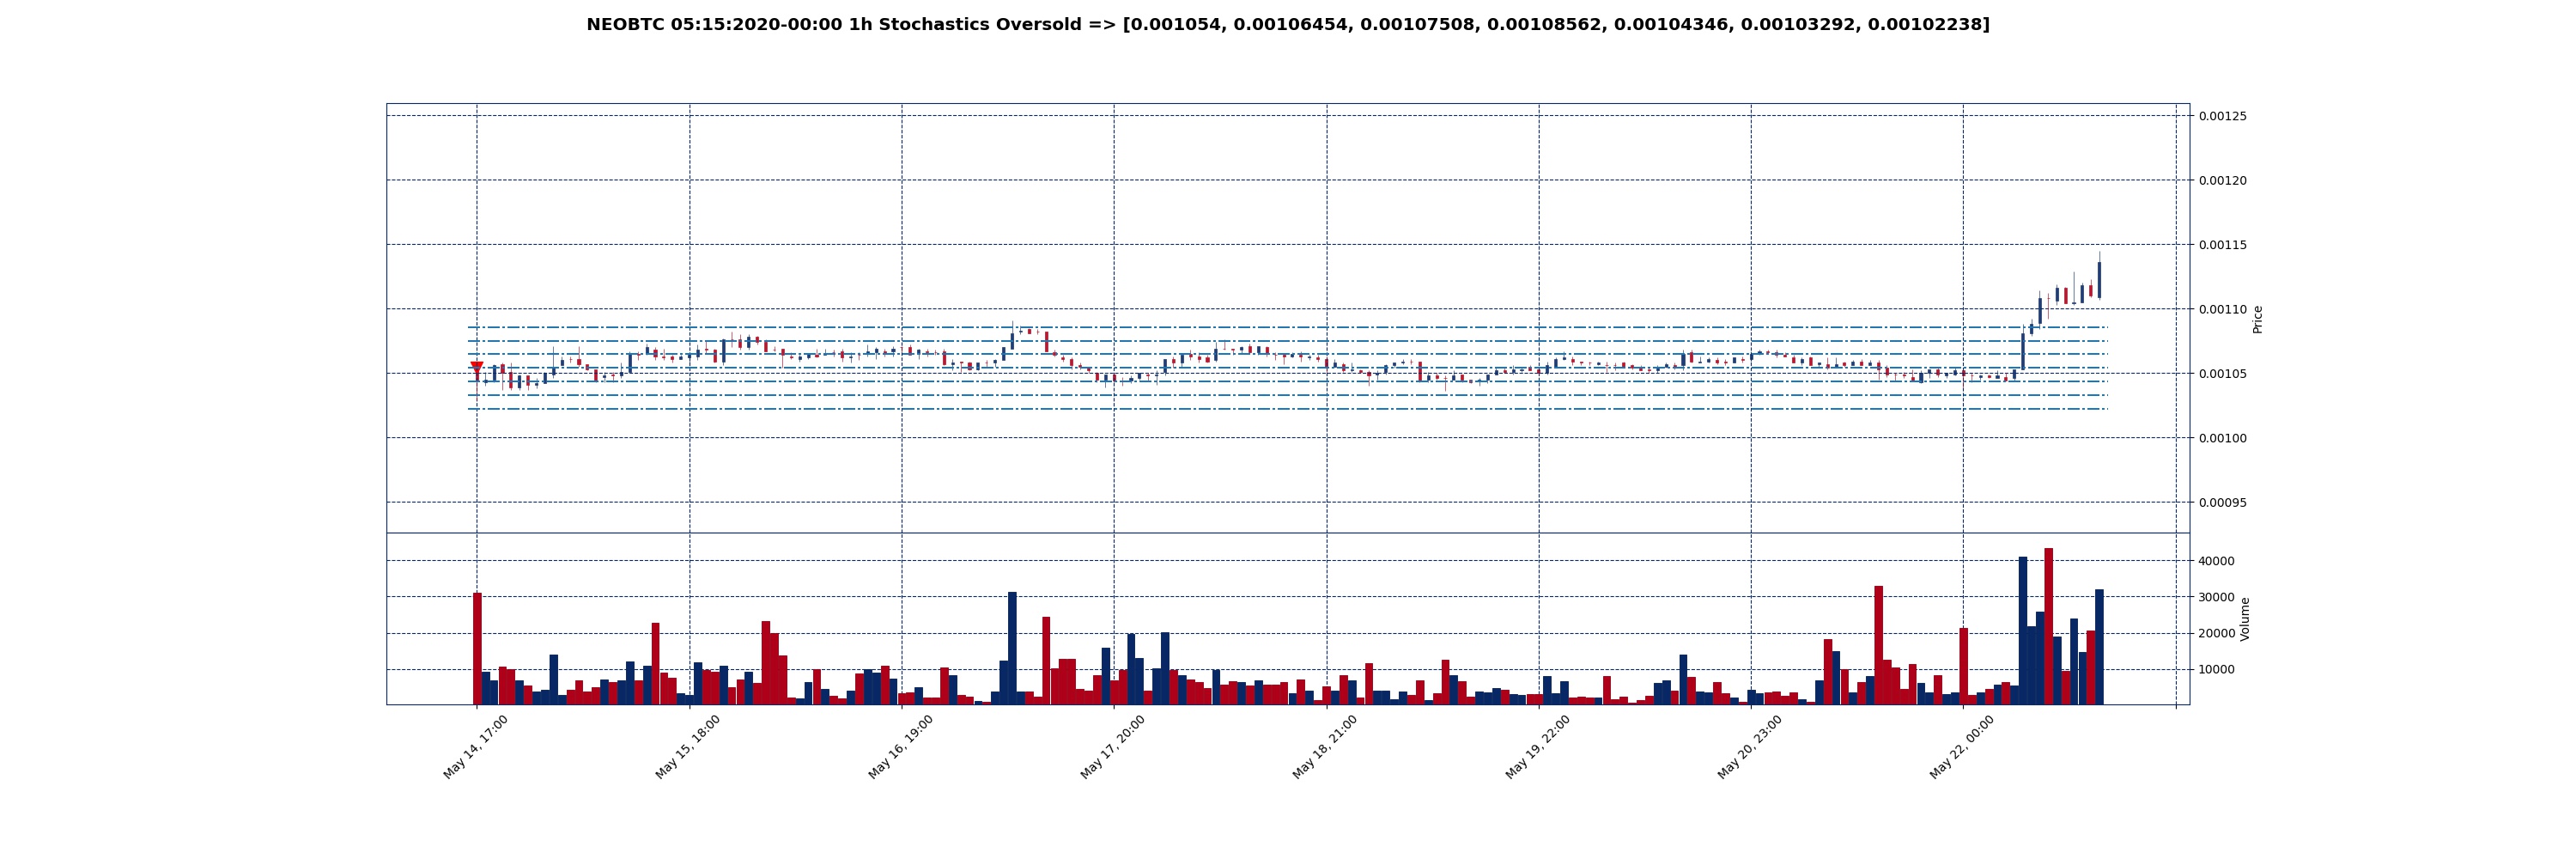 NEOBTC 05:15:2020-00:00 1h Stochastics Oversold => [0.001054, 0.00106454, 0.00107508, 0.00108562, 0.00104346, 0.00103292, 0.00102238]
0.00125
0.00120
0.00115
0.00110
0.00105
0.00100
0.00095
Price
40000
30000
20000
10000
Volume
May 14, 17:00
May 15, 18:00
May 16, 19:00
May 17, 20:00
May 18, 21:00
May 19, 22:00
May 20, 23:00
May 22, 00:00